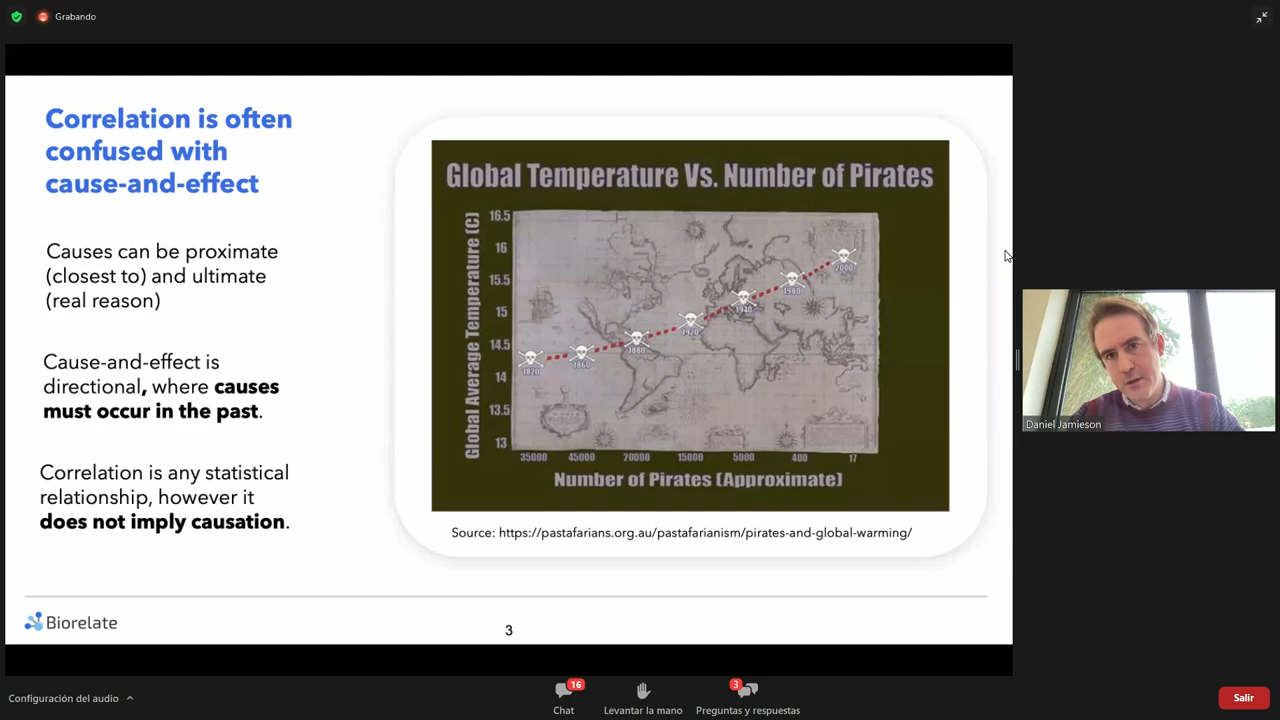 Grabando
Correlation is often
confused with
cause-and-effect
Causes can be proximate
(closest to) and ultimate
(real reason)
Cause-and-effect is
directional, where causes
must occur in the past.
Correlation is any statistical
relationship, however it
does not imply causation.
Global Temperature Vs. Number of Pirates
Global Average Temperature (C)
16.5
16
15.5
15
14.5
14
13.5
13
1820
1860
1880
1920
1940
1980
2000
35000
45000
20000
15000
5000
400
17
Number of Pirates (Approximate)
Source: https://pastafarians.org.au/pastafarianism/pirates-and-global-warming/
Biorelate
3
Daniel Jamieson
Configuración del audio
16
Chat
Levantar la mano
3
Preguntas y respuestas
Salir